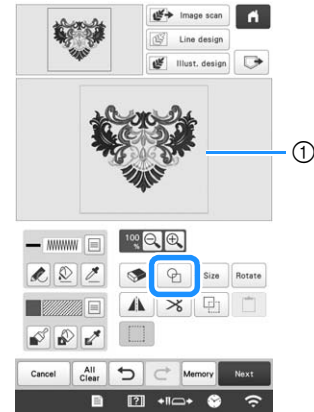 Image scan
Line design
Illust. design
①
100
%
Size
Rotate
Cancel
All
Clear
Memory
Next